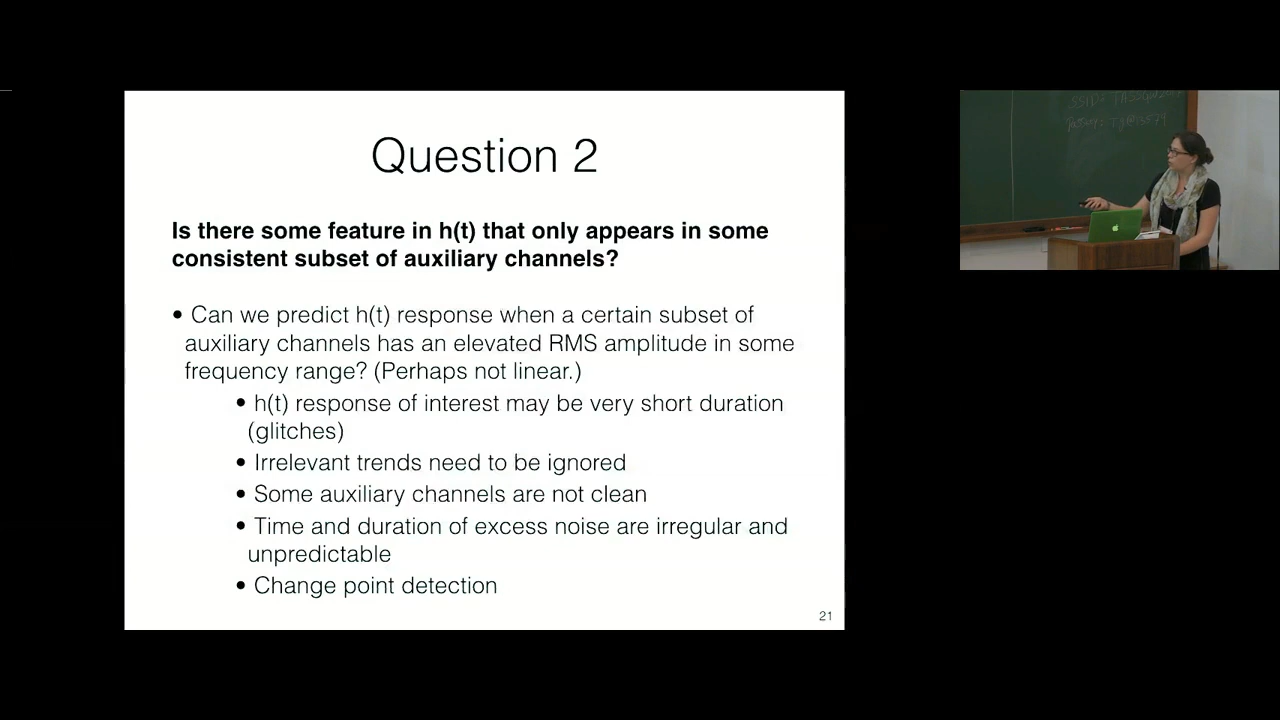 Question 2
Is there some feature in h(t) that only appears in some
consistent subset of auxiliary channels?
• Can we predict h(t) response when a certain subset of
auxiliary channels has an elevated RMS amplitude in some
frequency range? (Perhaps not linear.)
• h(t) response of interest may be very short duration
(glitches)
• Irrelevant trends need to be ignored
• Some auxiliary channels are not clean
• Time and duration of excess noise are irregular and
unpredictable
• Change point detection
21